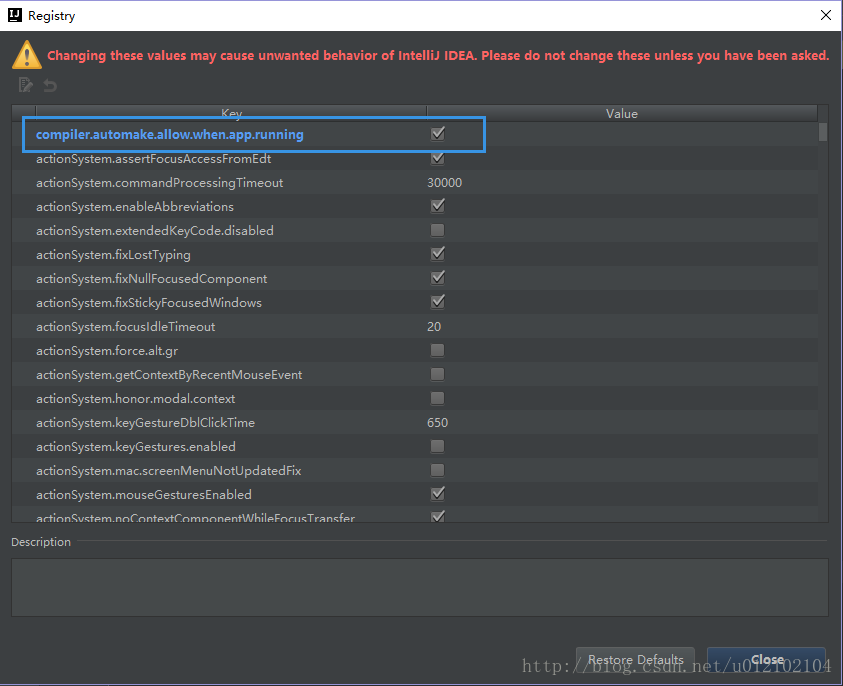 IJ Registry
Changing these values may cause unwanted behavior of IntelliJ IDEA. Please do not change these unless you have been asked.
Key Value
compiler.automake.allow.when.app.running
actionSystem.assertFocusAccessFromEdt
actionSystem.commandProcessingTimeout 30000
actionSystem.enableAbbreviations
actionSystem.extendedKeyCode.disabled
actionSystem.fixLostTyping
actionSystem.fixNullFocusedComponent
actionSystem.fixStickyFocusedWindows
actionSystem.focusIdleTimeout 20
actionSystem.force.alt.gr
actionSystem.getContextByRecentMouseEvent
actionSystem.honor.modal.context
actionSystem.keyGestureDblClickTime 650
actionSystem.keyGestures.enabled
actionSystem.mac.screenMenuNotUpdatedFix
actionSystem.mouseGesturesEnabled
actionSystem.noContextComponentWhileFocusTransfer
Description
Restore Defaults Close
http://blog.csdn.net/u012102104